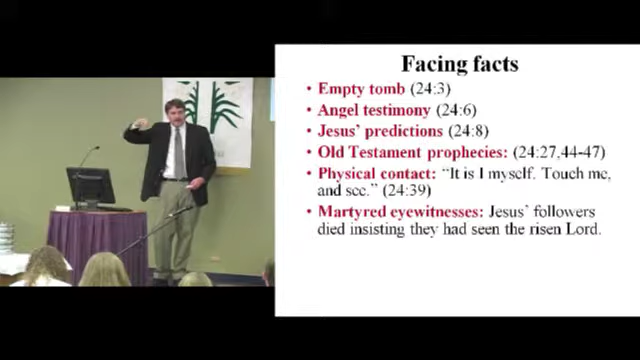 Facing facts
• Empty tomb (24:3)
• Angel testimony (24:6)
• Jesus' predictions (24:8)
• Old Testament prophecies: (24:27,44-47)
• Physical contact: "It is I myself. Touch me,
and see." (24:39)
• Martyred eyewitnesses: Jesus' followers
died insisting they had seen the risen Lord.